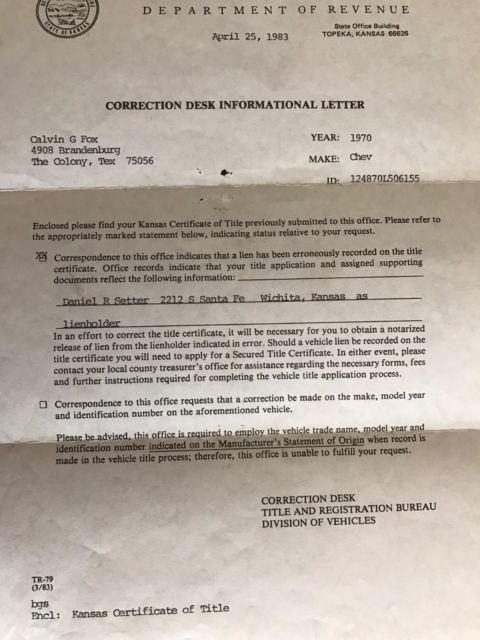 DEPARTMENT OF REVENUE
State Office Building
April 25, 1983
TOPEKA, KANSAS 66626
CORRECTION DESK INFORMATIONAL LETTER
Calvin G Fox
4908 Brandenburg
The Colony, Tex 75056
YEAR: 1970
MAKE: Chev
ID: 124870L506155
Enclosed please find your Kansas Certificate of Title previously submitted to this office. Please refer to
the appropriately marked statement below, indicating status relative to your request.
Correspondence to this office indicates that a lien has been erroneously recorded on the title
certificate. Office records indicate that your title application and assigned supporting
documents reflect the following information:
Daniel R Setter 2212 S Santa Fe Wichita, Kansas as
lienholder
In an effort to correct the title certificate, it will be necessary for you to obtain a notarized
release of lien from the lienholder indicated in error. Should a vehicle lien be recorded on the
title certificate you will need to apply for a Secured Title Certificate. In either event, please
contact your local county treasurer's office for assistance regarding the necessary forms, fees
and further instructions required for completing the vehicle title application process.
Correspondence to this office requests that a correction be made on the make, model year
and identification number on the aforementioned vehicle.
Please be advised, this office is required to employ the vehicle trade name, model year and
identification number indicated on the Manufacturer's Statement of Origin when record is
made in the vehicle title process; therefore, this office is unable to fulfill your request.
CORRECTION DESK
TITLE AND REGISTRATION BUREAU
DIVISION OF VEHICLES
TR-79
(3/83)
bgs
Encl: Kansas Certificate of Title